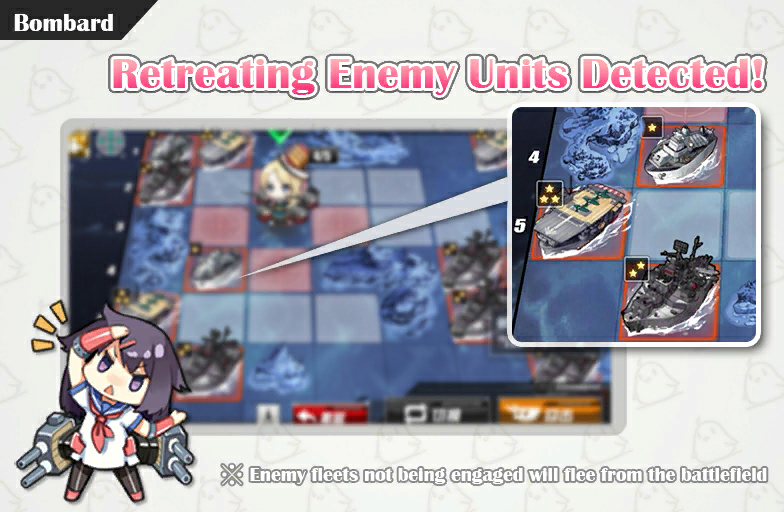 Bombard
Retreating Enemy Units Detected!
4
5
※ Enemy fleets not being engaged will flee from the battlefield